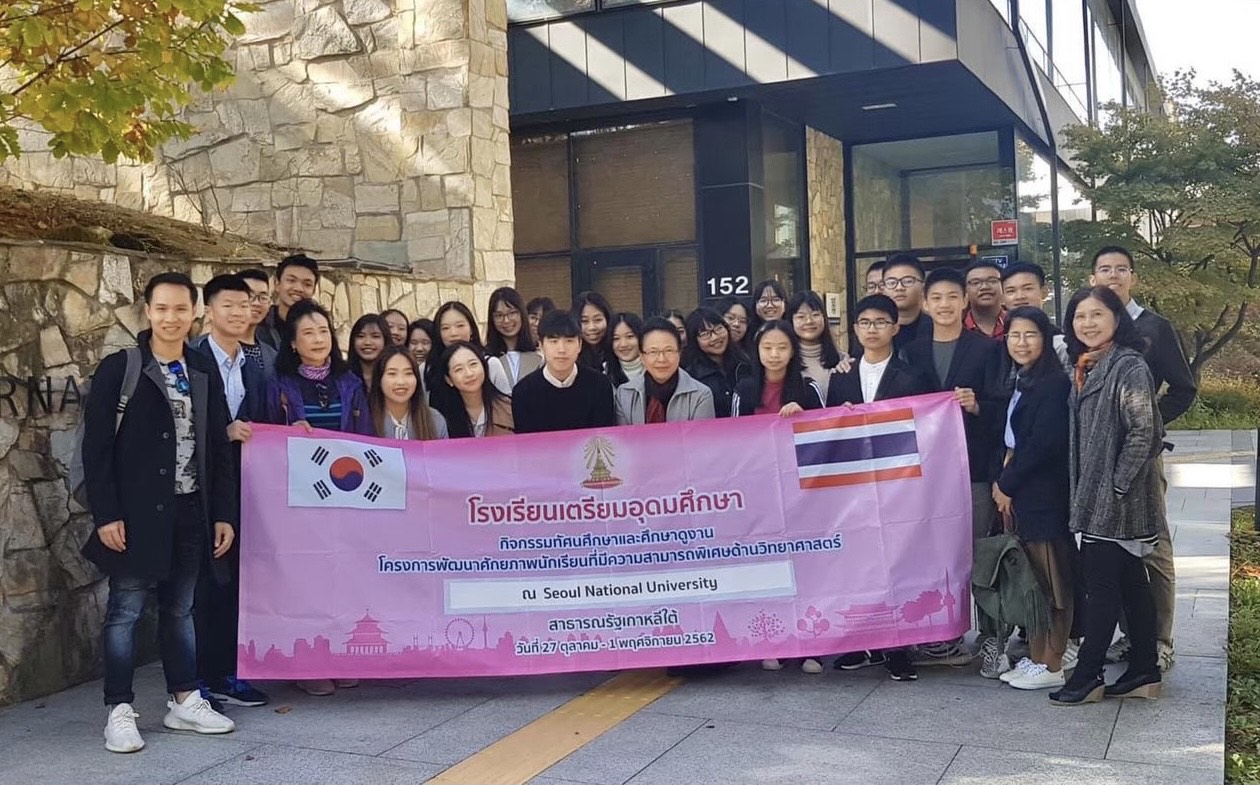 152
RNA
โรงเรียนเตรียมอุดมศึกษา
กิจกรรมทัศนศึกษาและศึกษาดูงาน
โครงการพัฒนาศักยภาพนักเรียนที่มีความสามารถพิเศษด้านวิทยาศาสตร์
ณ Seoul National University
สาธารณรัฐเกาหลีใต้
วันที่ 27 ตุลาคม - 1 พฤศจิกายน 2562